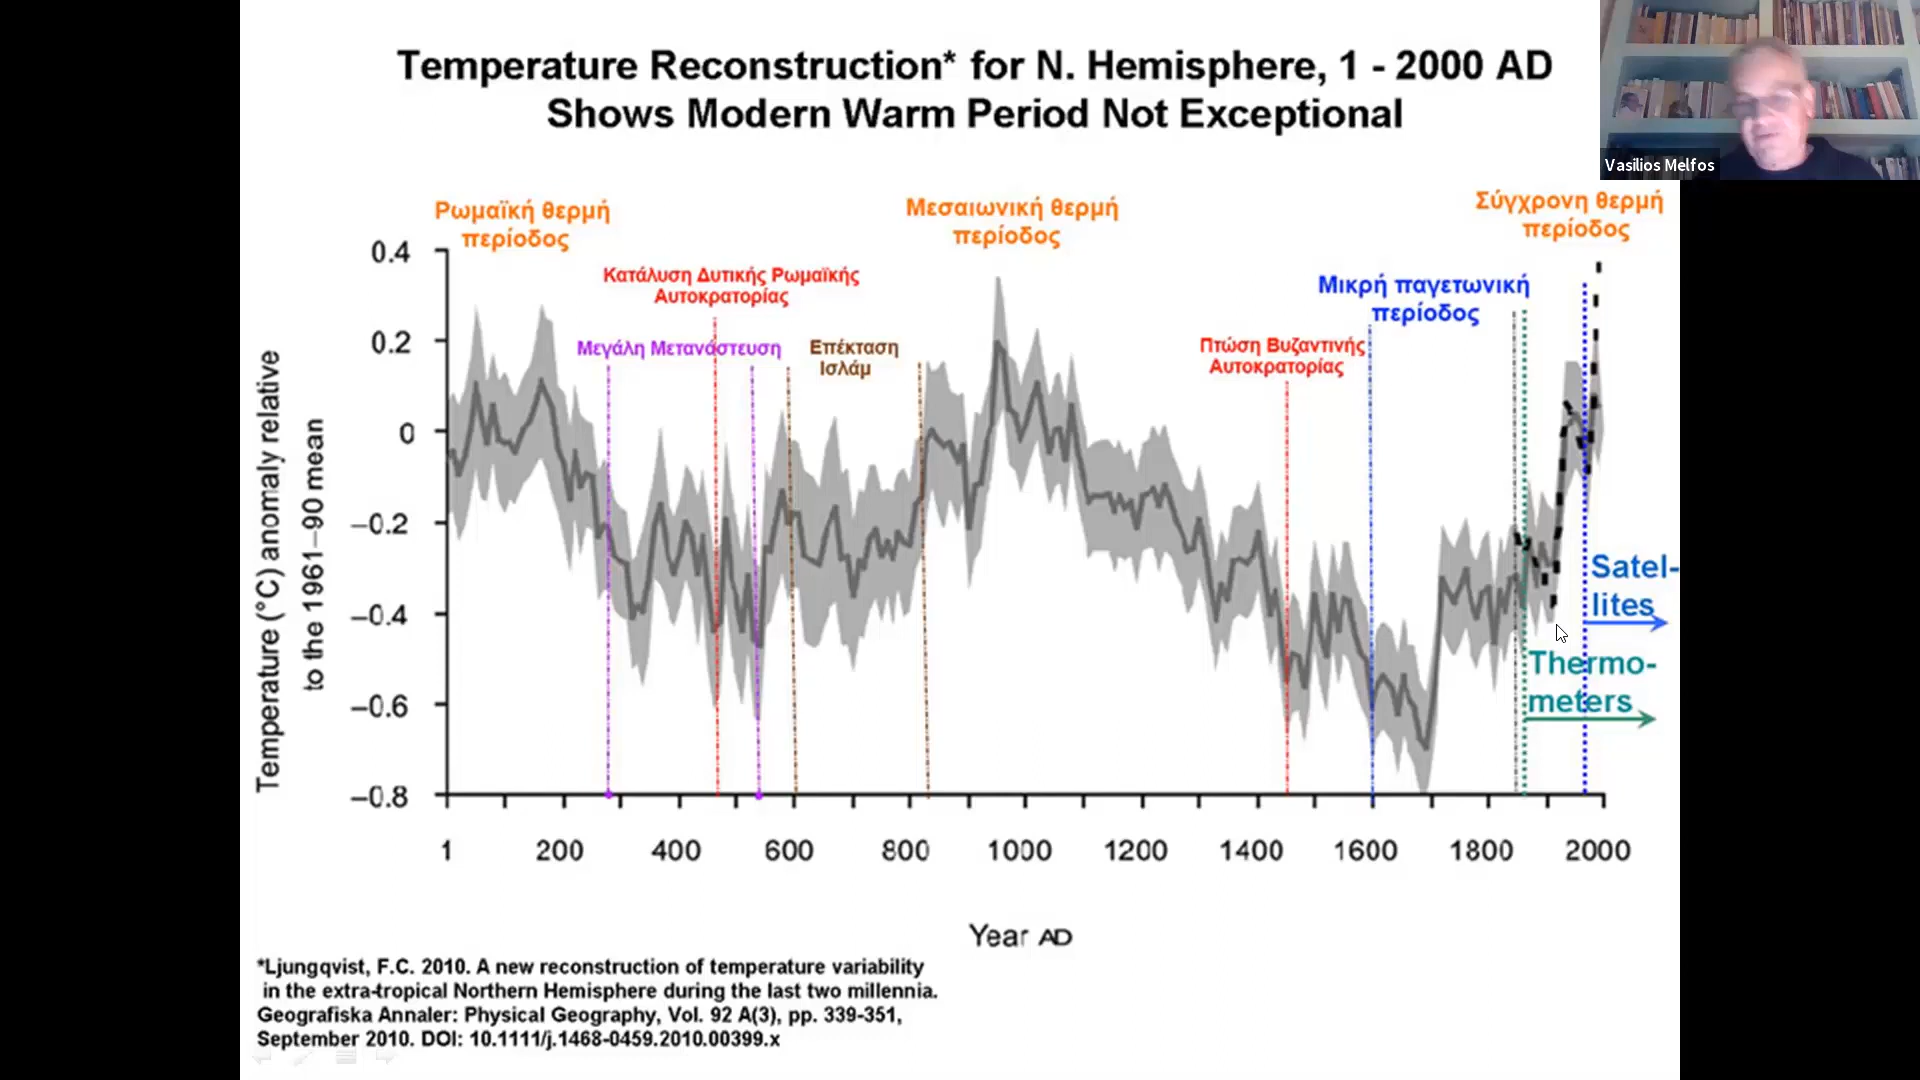 Temperature Reconstruction* for N. Hemisphere, 1 - 2000 AD
Shows Modern Warm Period Not Exceptional
Vasilios Melfos
Ρωμαϊκή θερμή
περίοδος
Μεσαιωνική θερμή
περίοδος
Σύγχρονη θερμή
περίοδος
Κατάλυση Δυτικής Ρωμαϊκής
Αυτοκρατορίας
Μικρή παγετωνική
περίοδος
Μεγάλη Μετανάστευση
Επέκταση
Ισλάμ
Πτώση Βυζαντινής
Αυτοκρατορίας
Temperature (°C) anomaly relative
to the 1961–90 mean
0.4
0.2
0
–0.2
–0.4
–0.6
–0.8
Satel-
lites
Thermo-
meters
1 200 400 600 800 1000 1200 1400 1600 1800 2000
Year AD
*Ljungqvist, F.C. 2010. A new reconstruction of temperature variability
in the extra-tropical Northern Hemisphere during the last two millennia.
Geografiska Annaler: Physical Geography, Vol. 92 A(3), pp. 339-351,
September 2010. DOI: 10.1111/j.1468-0459.2010.00399.x